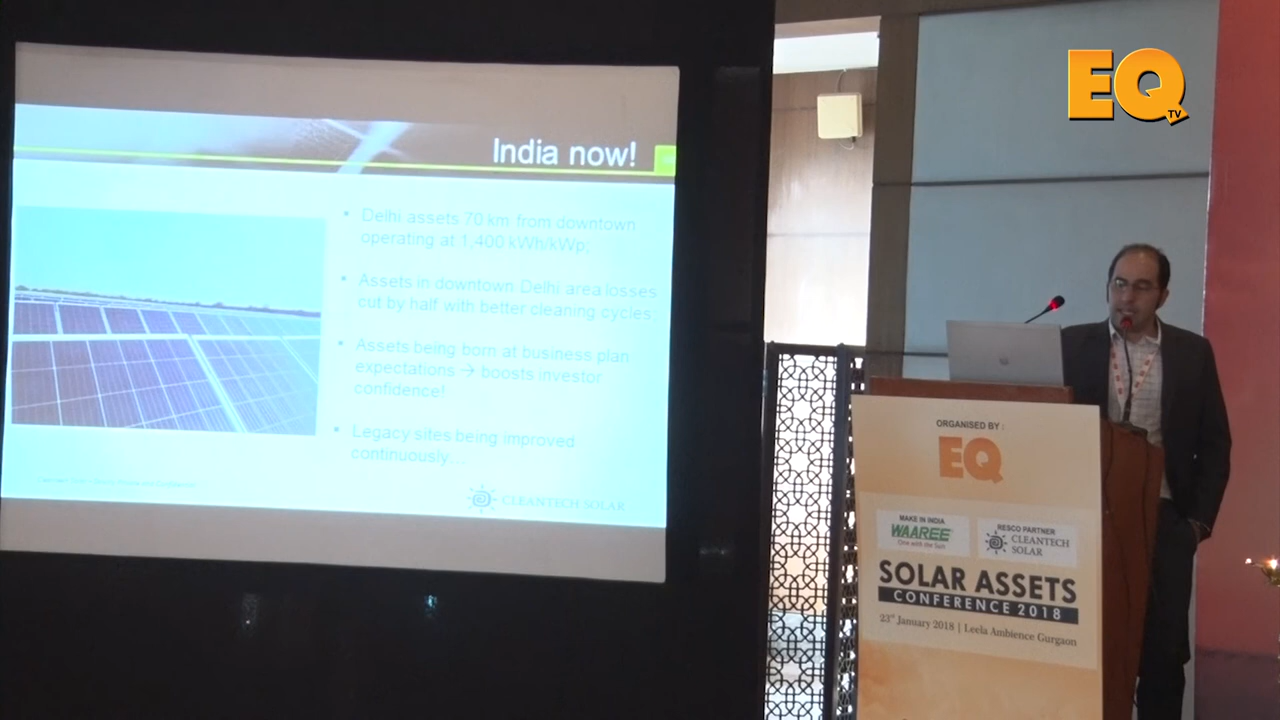 India now!
▪ Delhi assets 70 km from downtown
operating at 1,400 kWh/kWp;
▪ Assets in downtown Delhi area losses
cut by half with better cleaning cycles;
▪ Assets being born at business plan
expectations → boosts investor
confidence!
▪ Legacy sites being improved
continuously...
CLEANTECH SOLAR
EQ
TV
ORGANISED BY :
EQ
MAKE IN INDIA
WAAREE
One with the Sun
RESCO PARTNER
CLEANTECH
SOLAR
SOLAR ASSETS
CONFERENCE 2018
23rd January 2018 | Leela Ambience Gurgaon